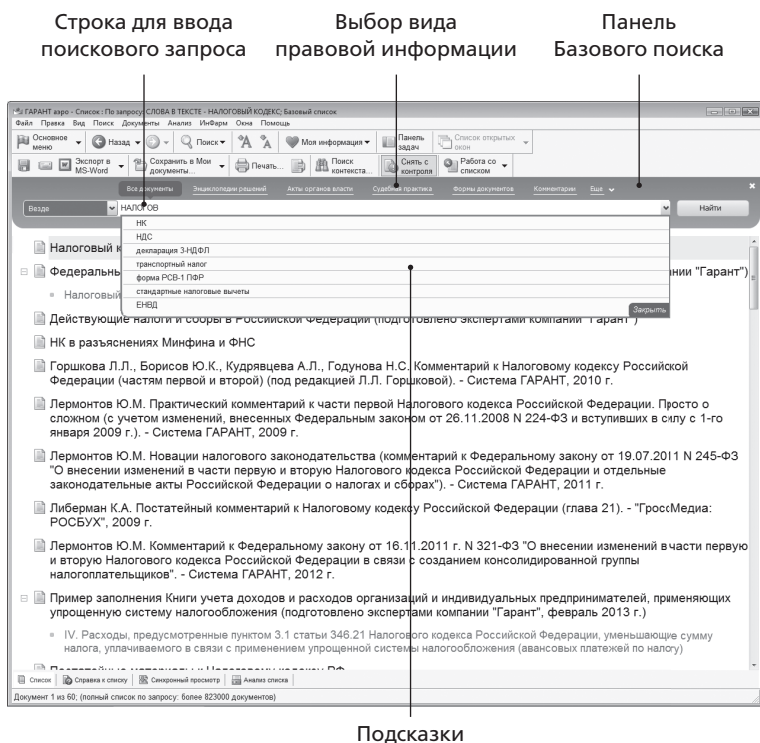 Строка для ввода
поискового запроса
Выбор вида
правовой информации
Панель
Базового поиска
ГАРАНТ аэро - Список : По запросу: СЛОВА В ТЕКСТЕ - НАЛОГОВЫЙ КОДЕКС; Базовый список
Файл Правка Вид Поиск Документы Анализ ИнФарм Окна Помощь
Основное меню Назад Поиск Моя информация Панель задач Список открытых окон
Экспорт в MS-Word Сохранить в Мои документы... Печать... Поиск контекста... Снять с контроля Работа со списком
Все документы Энциклопедии решений Акты органов власти Судебная практика Формы документов Комментарии Еще
Везде НАЛОГОВ Найти
НК
НДС
декларация 3-НДФЛ
транспортный налог
форма РСВ-1 ПФР
стандартные налоговые вычеты
ЕНВД
Закрыть
Налоговый к
Федеральнь нии "Гарант")
Налоговый
Действующие налоги и сборы в Российской Федерации (подготовлено экспертами компании "Гарант")
НК в разъяснениях Минфина и ФНС
Горшкова Л.Л., Борисов Ю.К., Кудрявцева А.Л., Годунова Н.С. Комментарий к Налоговому кодексу Российской
Федерации (частям первой и второй) (под редакцией Л.Л. Горшковой). - Система ГАРАНТ, 2010 г.
Лермонтов Ю.М. Практический комментарий к части первой Налогового кодекса Российской Федерации. Просто о
сложном (с учетом изменений, внесенных Федеральным законом от 26.11.2008 N 224-ФЗ и вступивших в силу с 1-го
января 2009 г.). - Система ГАРАНТ, 2009 г.
Лермонтов Ю.М. Новации налогового законодательства (комментарий к Федеральному закону от 19.07.2011 N 245-ФЗ
"О внесении изменений в части первую и вторую Налогового кодекса Российской Федерации и отдельные
законодательные акты Российской Федерации о налогах и сборах"). - Система ГАРАНТ, 2011 г.
Либерман К.А. Постатейный комментарий к Налоговому кодексу Российской Федерации (глава 21). - "ГроссМедиа:
РОСБУХ", 2009 г.
Лермонтов Ю.М. Комментарий к Федеральному закону от 16.11.2011 г. N 321-ФЗ "О внесении изменений в части первую
и вторую Налогового кодекса Российской Федерации в связи с созданием консолидированной группы
налогоплательщиков". - Система ГАРАНТ, 2012 г.
Пример заполнения Книги учета доходов и расходов организаций и индивидуальных предпринимателей, применяющих
упрощенную систему налогообложения (подготовлено экспертами компании "Гарант", февраль 2013 г.)
IV. Расходы, предусмотренные пунктом 3.1 статьи 346.21 Налогового кодекса Российской Федерации, уменьшающие сумму
налога, уплачиваемого в связи с применением упрощенной системы налогообложения (авансовых платежей по налогу)
Постатейные материалы к Налоговому кодексу РФ
Список Справка к списку Синхронный просмотр Анализ списка
Документ 1 из 60; (полный список по запросу: более 823000 документов)
Подсказки